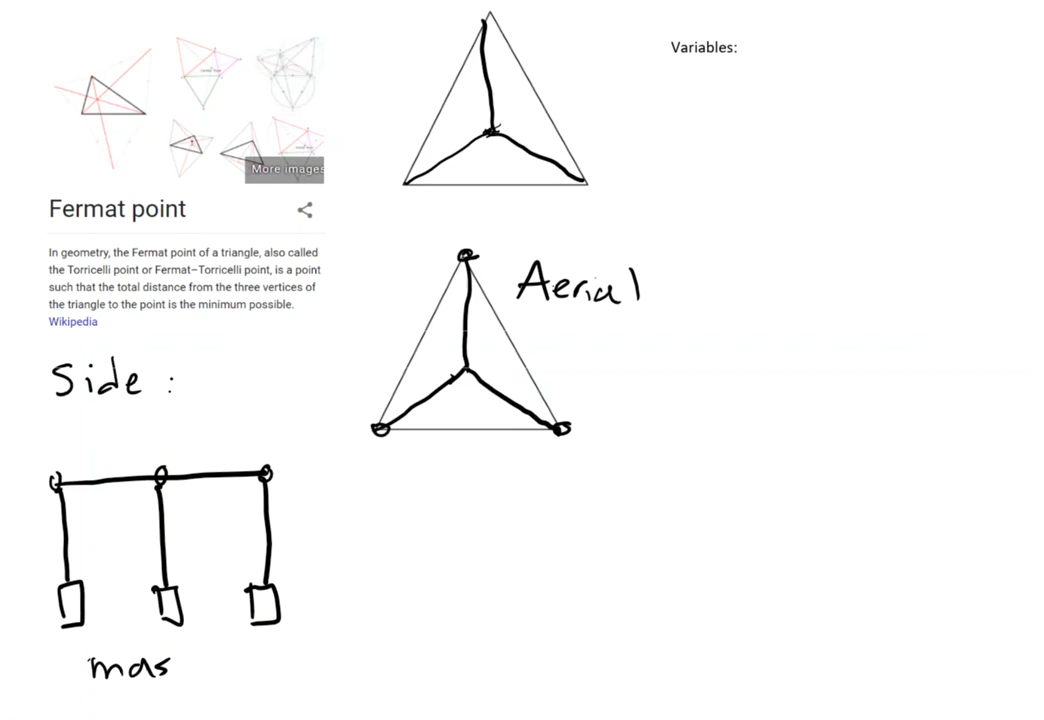 Variables:
More images
Fermat point
In geometry, the Fermat point of a triangle, also called
the Torricelli point or Fermat–Torricelli point, is a point
such that the total distance from the three vertices of
the triangle to the point is the minimum possible.
Wikipedia
Aerial
Side :
mas